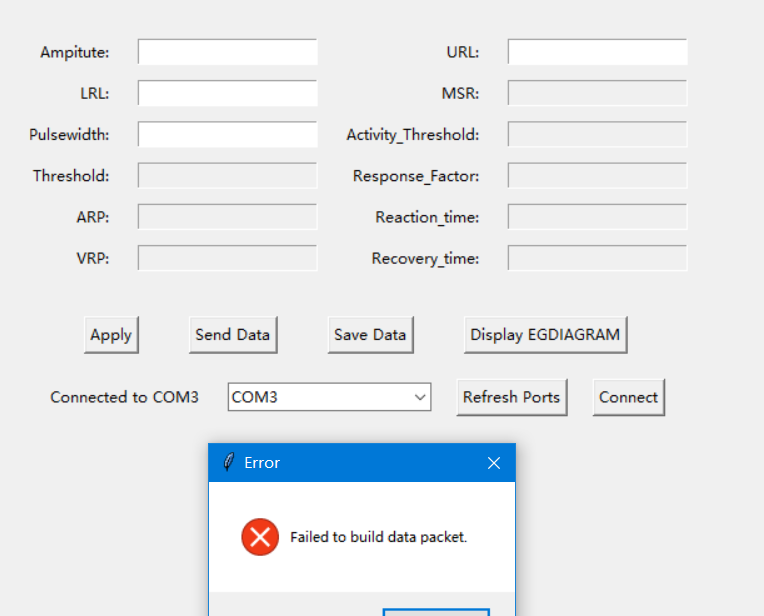 Ampitute: URL:
LRL: MSR:
Pulsewidth: Activity_Threshold:
Threshold: Response_Factor:
ARP: Reaction_time:
VRP: Recovery_time:
Apply Send Data Save Data Display EGDIAGRAM
Connected to COM3 COM3 Refresh Ports Connect
Error
Failed to build data packet.